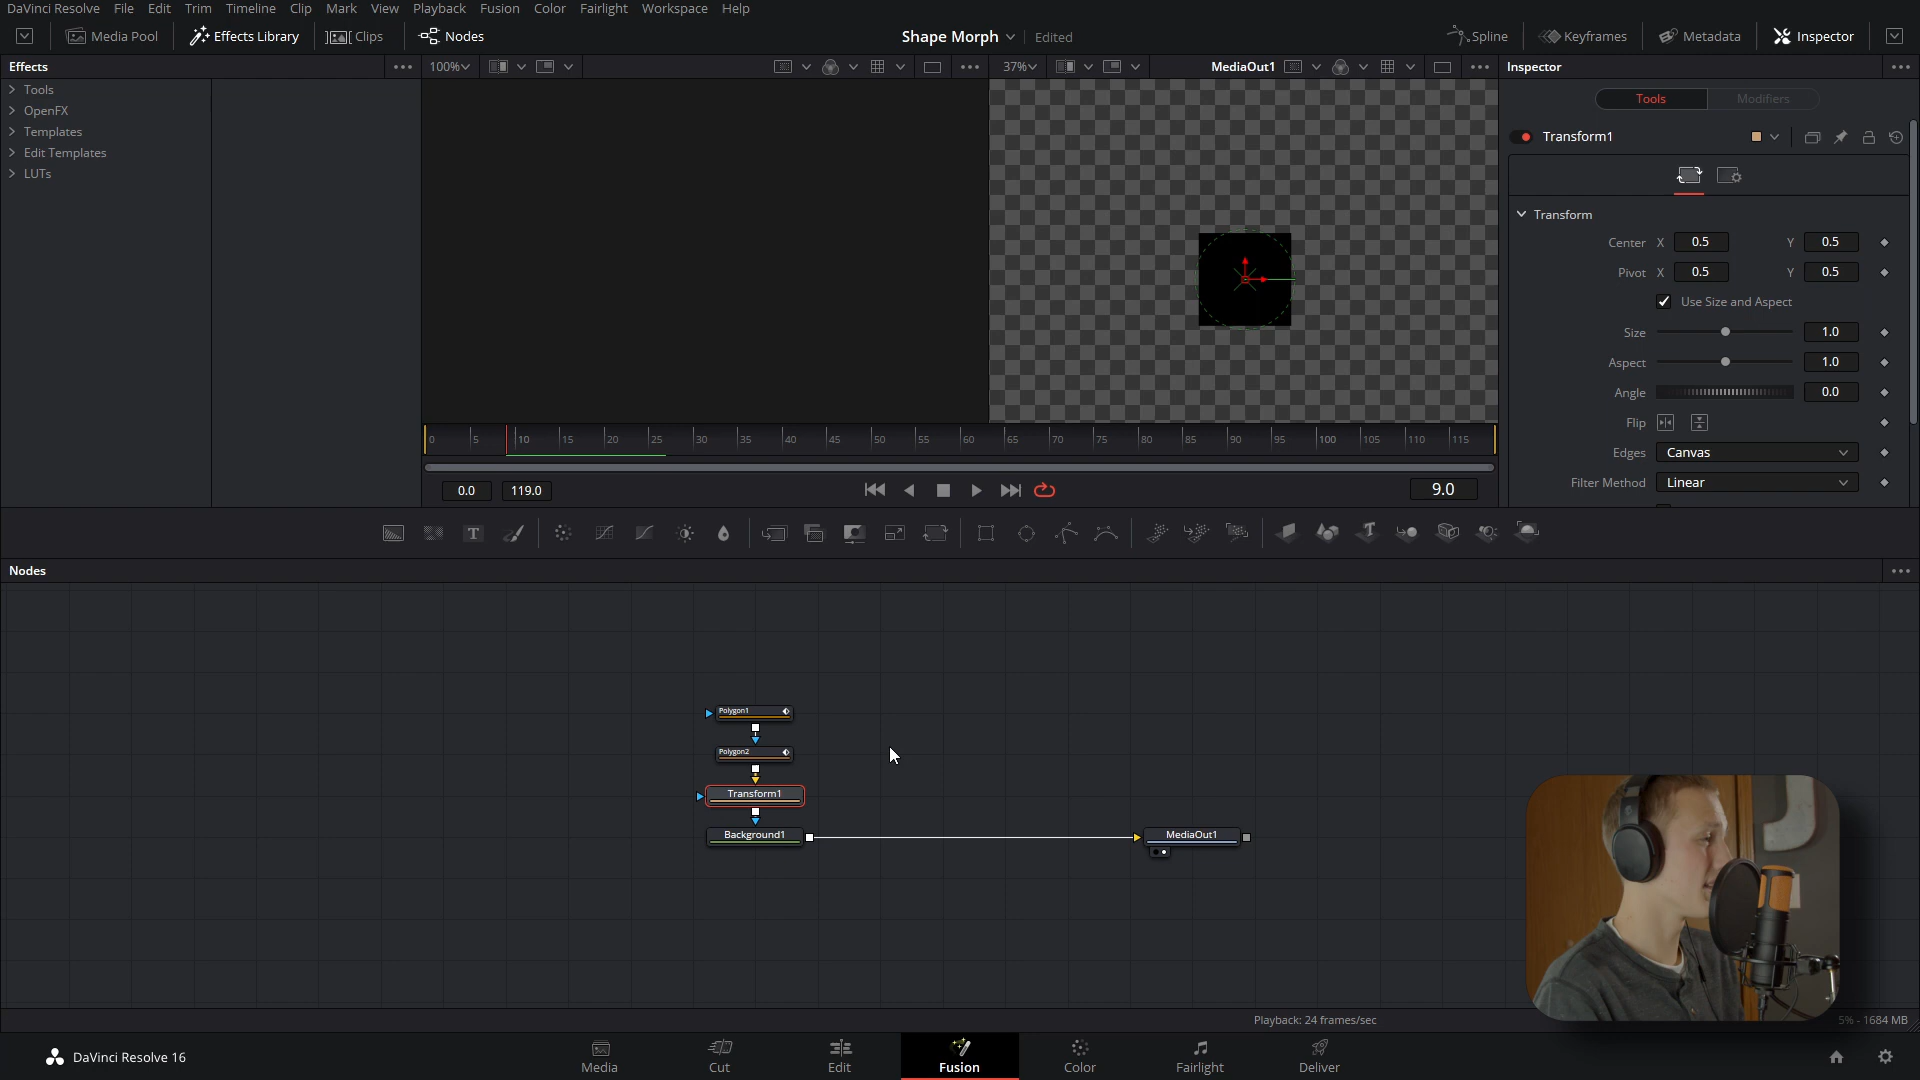 DaVinci Resolve File Edit Trim Timeline Clip Mark View Playback Fusion Color Fairlight Workspace Help
Media Pool Effects Library Clips Nodes Shape Morph Edited Spline Keyframes Metadata Inspector
Effects 100% 37% MediaOut1 Inspector
Tools
OpenFX
Templates
Edit Templates
LUTs
Tools Modifiers
Transform1
Transform
Center X 0.5 Y 0.5
Pivot X 0.5 Y 0.5
Use Size and Aspect
Size 1.0
Aspect 1.0
Angle 0.0
Flip
Edges Canvas
Filter Method Linear
0 5 10 15 20 25 30 35 40 45 50 55 60 65 70 75 80 85 90 95 100 105 110 115
0.0 119.0 9.0
T T
Nodes
Polygon1
Polygon2
Transform1
Background1 MediaOut1
Playback: 24 frames/sec 5% - 1684 MB
DaVinci Resolve 16
Media Cut Edit Fusion Color Fairlight Deliver